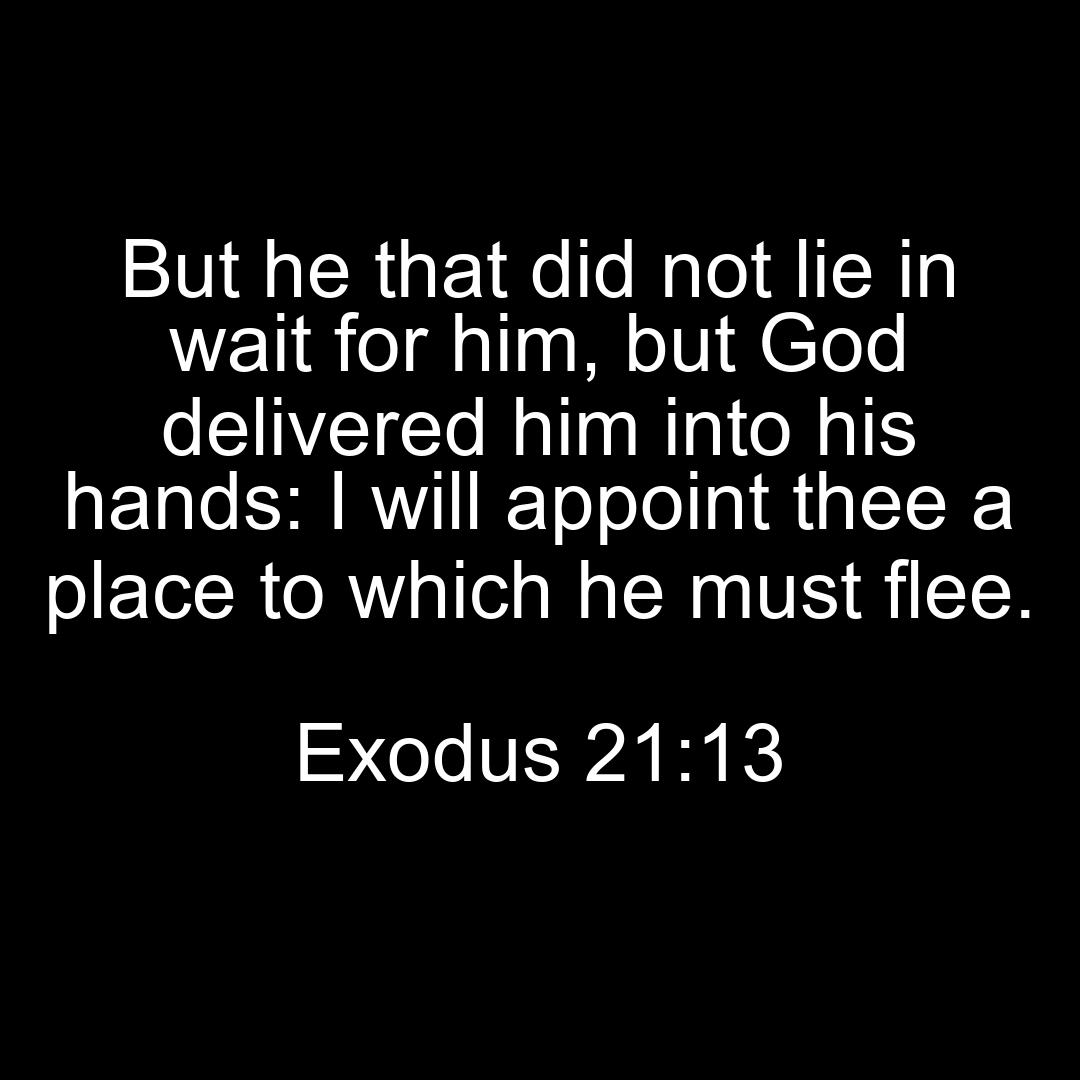 But he that did not lie in
wait for him, but God
delivered him into his
hands: I will appoint thee a
place to which he must flee.
Exodus 21:13